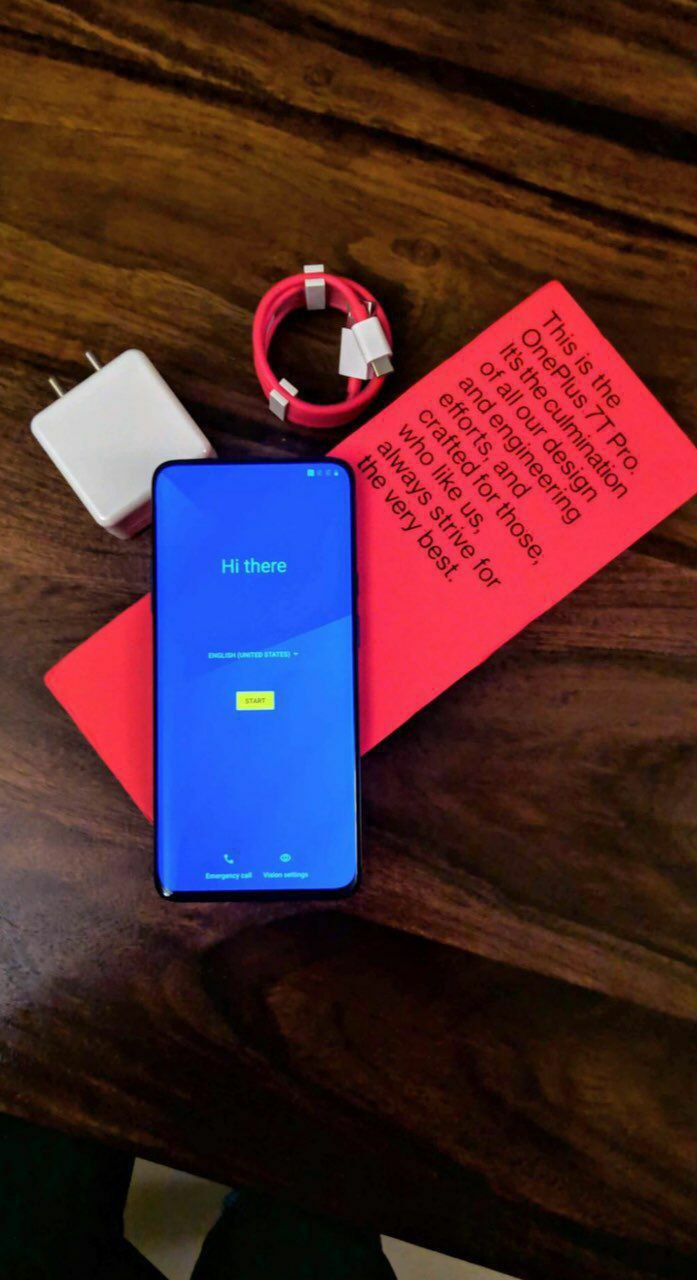 Hi there
ENGLISH (UNITED STATES)
START
Emergency call
Vision settings
This is the
OnePlus 7T Pro.
It's the culmination
of all our design
and engineering
efforts, and
crafted for those,
who like us,
always strive for
the very best.